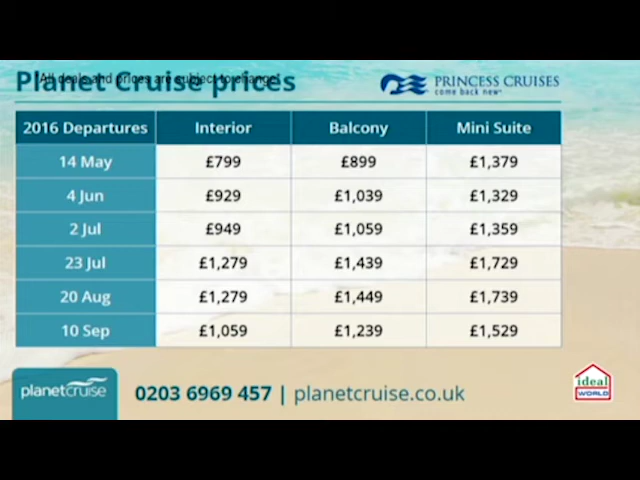 *All deals and prices are subject to change*
Planet Cruise prices
PRINCESS CRUISES
come back new
2016 Departures Interior Balcony Mini Suite
14 May £799 £899 £1,379
4 Jun £929 £1,039 £1,329
2 Jul £949 £1,059 £1,359
23 Jul £1,279 £1,439 £1,729
20 Aug £1,279 £1,449 £1,739
10 Sep £1,059 £1,239 £1,529
planetcruise
0203 6969 457 | planetcruise.co.uk
ideal
WORLD